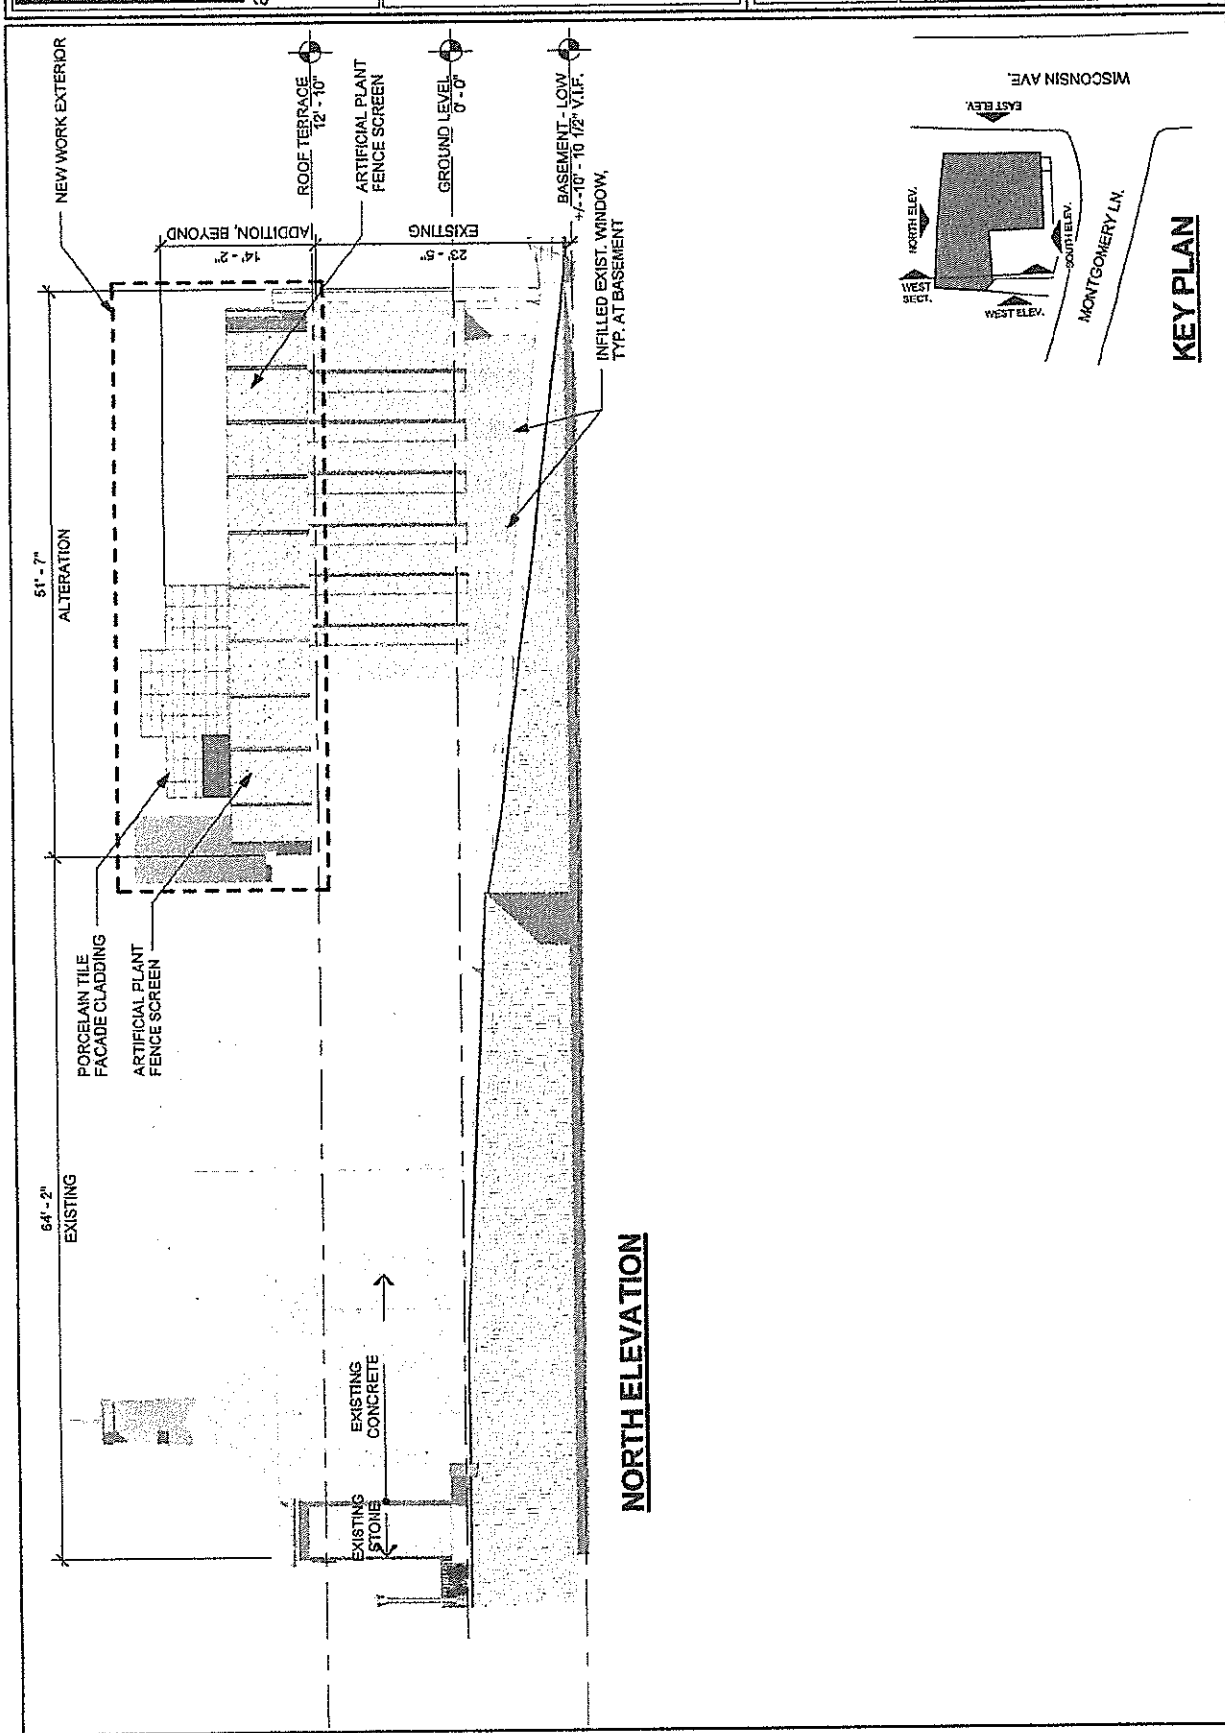 64' - 2"
EXISTING
51' - 7"
ALTERATION
NEW WORK EXTERIOR
PORCELAIN TILE
FACADE CLADDING
ARTIFICIAL PLANT
FENCE SCREEN
14' - 2"
ADDITION, BEYOND
23' - 5"
EXISTING
ROOF TERRACE
12' - 10"
ARTIFICIAL PLANT
FENCE SCREEN
GROUND LEVEL
0' - 0"
BASEMENT - LOW
+/- -10' - 10 1/2" V.I.F.
INFILLED EXIST. WINDOW,
TYP. AT BASEMENT
EXISTING
STONE
EXISTING
CONCRETE
NORTH ELEVATION
WEST
SECT.
NORTH ELEV.
EAST ELEV.
WISCONSIN AVE.
WEST ELEV.
SOUTH ELEV.
MONTGOMERY LN.
KEY PLAN